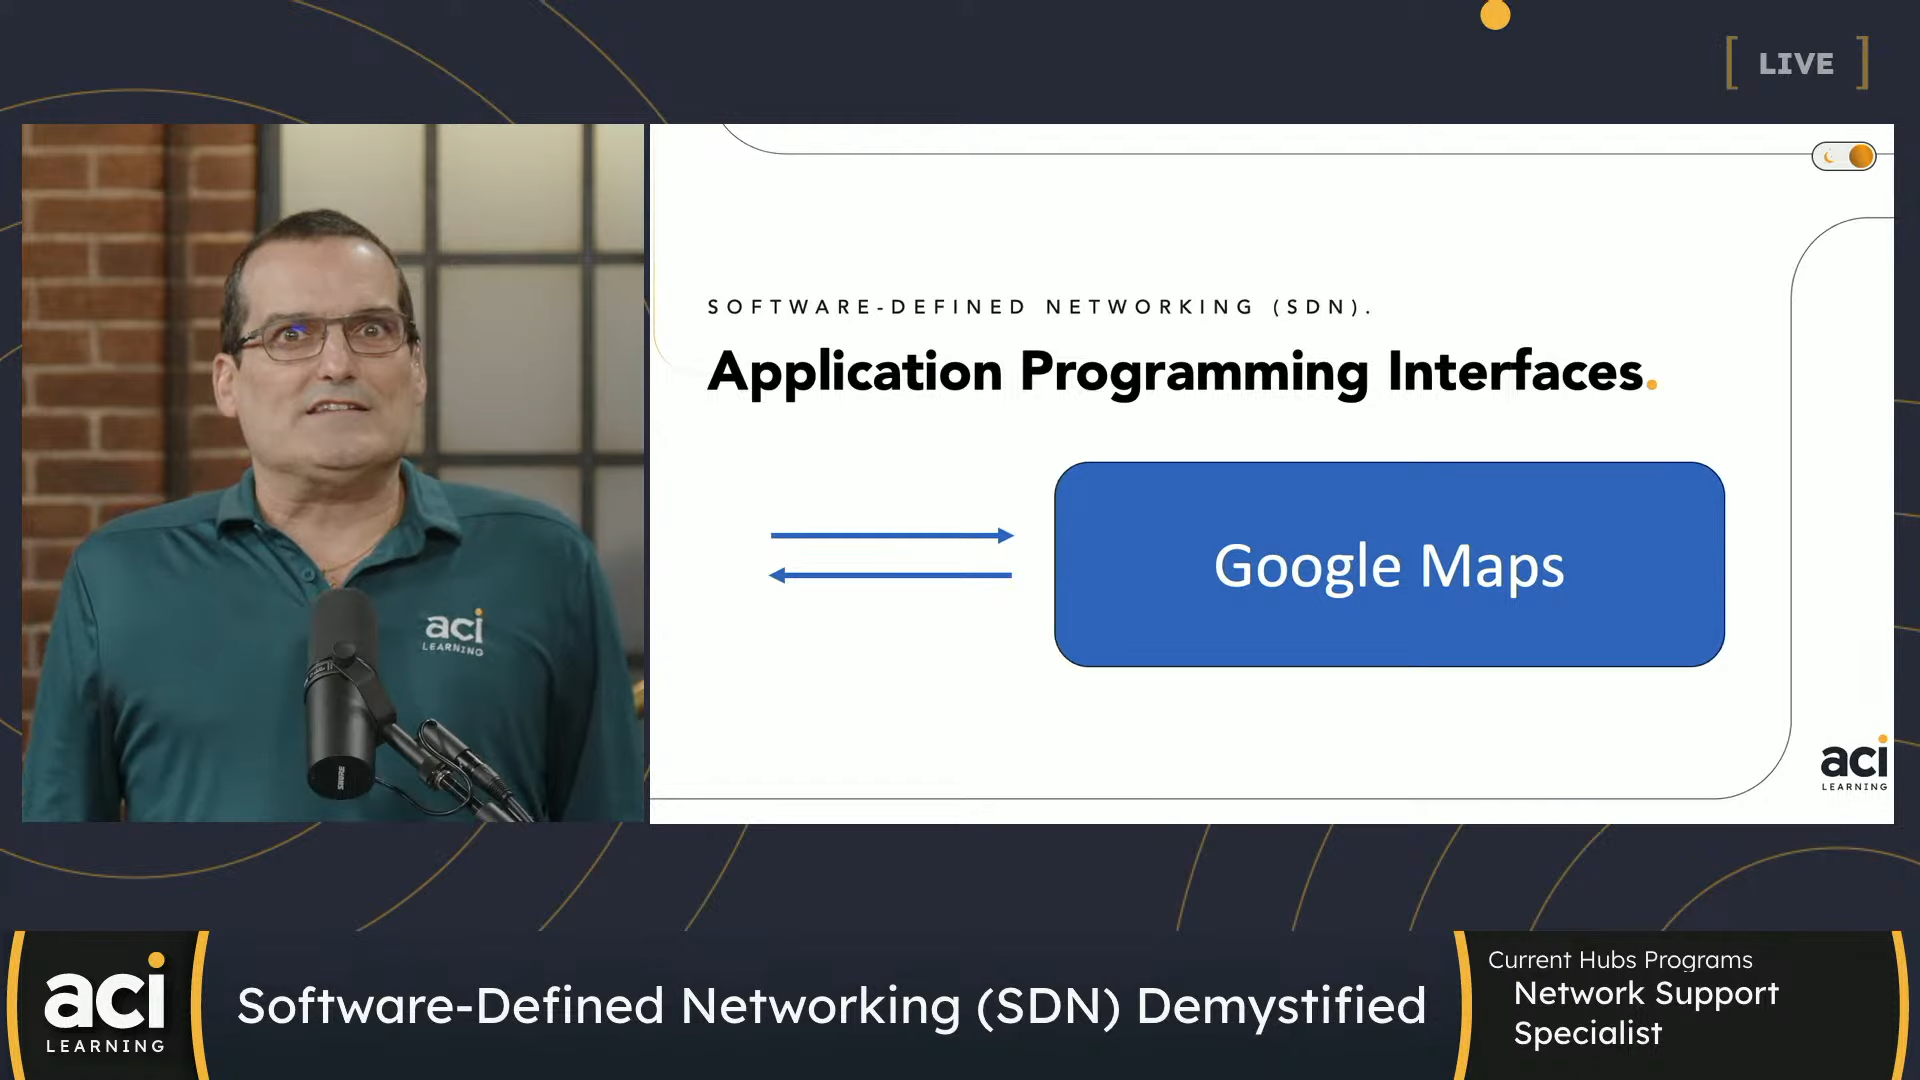 [ LIVE ]
SOFTWARE-DEFINED NETWORKING (SDN).
Application Programming Interfaces.
Google Maps
aci
LEARNING
SHURE
aci
LEARNING
aci
LEARNING
Software-Defined Networking (SDN) Demystified
Current Hubs Programs
Network Support
Specialist